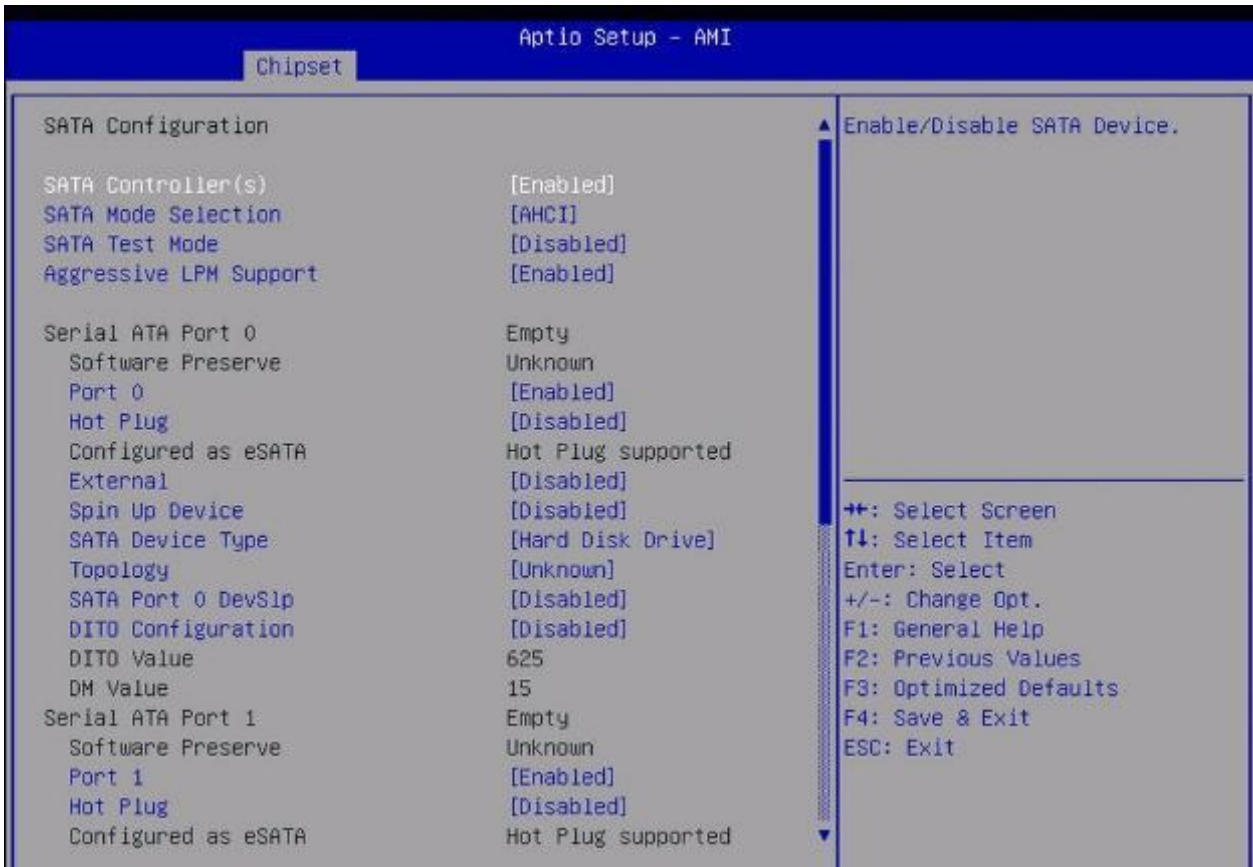 Aptio Setup - AMI
Chipset
SATA Configuration
SATA Controller(s) [Enabled]
SATA Mode Selection [AHCI]
SATA Test Mode [Disabled]
Aggressive LPM Support [Enabled]
Serial ATA Port 0 Empty
Software Preserve Unknown
Port 0 [Enabled]
Hot Plug [Disabled]
Configured as eSATA Hot Plug supported
External [Disabled]
Spin Up Device [Disabled]
SATA Device Type [Hard Disk Drive]
Topology [Unknown]
SATA Port 0 DevSlp [Disabled]
DITO Configuration [Disabled]
DITO Value 625
DM Value 15
Serial ATA Port 1 Empty
Software Preserve Unknown
Port 1 [Enabled]
Hot Plug [Disabled]
Configured as eSATA Hot Plug supported
Enable/Disable SATA Device.
→←: Select Screen
↑↓: Select Item
Enter: Select
+/-: Change Opt.
F1: General Help
F2: Previous Values
F3: Optimized Defaults
F4: Save & Exit
ESC: Exit